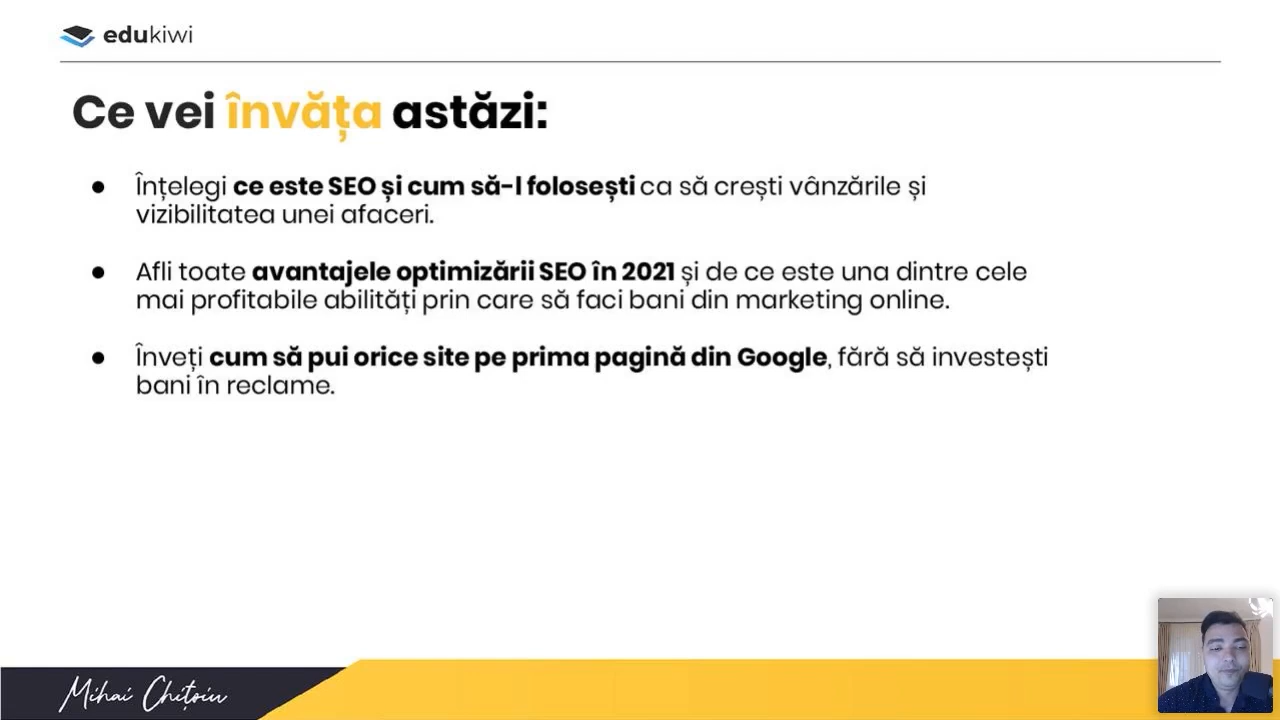 edukiwi
Ce vei învăța astăzi:
● Înțelegi ce este SEO și cum să-l folosești ca să crești vânzările și
vizibilitatea unei afaceri.
● Afli toate avantajele optimizării SEO în 2021 și de ce este una dintre cele
mai profitabile abilități prin care să faci bani din marketing online.
● Înveți cum să pui orice site pe prima pagină din Google, fără să investești
bani în reclame.
Mihai Chițoiu